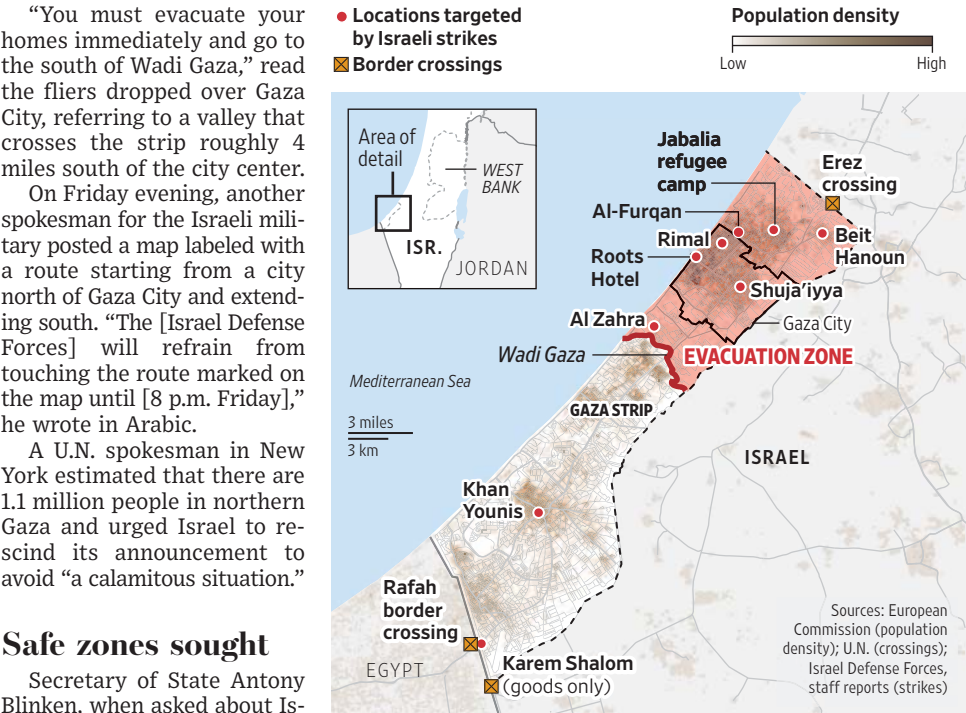 “You must evacuate your
homes immediately and go to
the south of Wadi Gaza,” read
the fliers dropped over Gaza
City, referring to a valley that
crosses the strip roughly 4
miles south of the city center.
On Friday evening, another
spokesman for the Israeli mili-
tary posted a map labeled with
a route starting from a city
north of Gaza City and extend-
ing south. “The [Israel Defense
Forces] will refrain from
touching the route marked on
the map until [8 p.m. Friday],”
he wrote in Arabic.
A U.N. spokesman in New
York estimated that there are
1.1 million people in northern
Gaza and urged Israel to re-
scind its announcement to
avoid “a calamitous situation.”
Safe zones sought
Secretary of State Antony
Blinken, when asked about Is-
Locations targeted
by Israeli strikes
Border crossings
Population density
Low
High
Area of
detail
WEST
BANK
ISR.
JORDAN
Jabalia
refugee
camp
Erez
crossing
Al-Furqan
Rimal
Beit
Hanoun
Roots
Hotel
Shuja’iyya
Al Zahra
Gaza City
Wadi Gaza
EVACUATION ZONE
Mediterranean Sea
GAZA STRIP
3 miles
3 km
ISRAEL
Khan
Younis
Rafah
border
crossing
EGYPT
Karem Shalom
(goods only)
Sources: European
Commission (population
density); U.N. (crossings);
Israel Defense Forces,
staff reports (strikes)